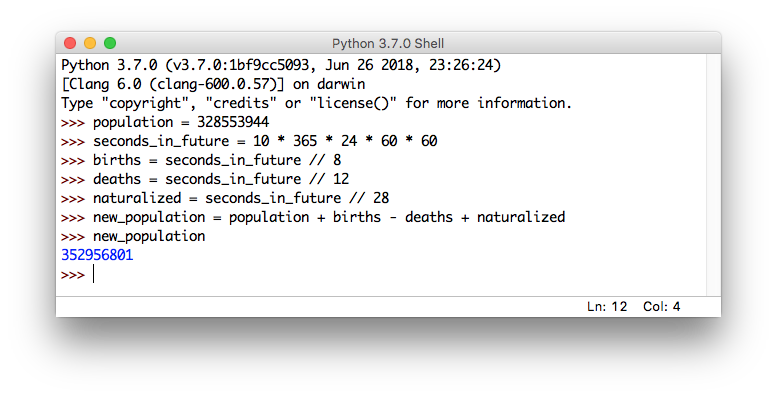 Python 3.7.0 Shell
Python 3.7.0 (v3.7.0:1bf9cc5093, Jun 26 2018, 23:26:24)
[Clang 6.0 (clang-600.0.57)] on darwin
Type "copyright", "credits" or "license()" for more information.
>>> population = 328553944
>>> seconds_in_future = 10 * 365 * 24 * 60 * 60
>>> births = seconds_in_future // 8
>>> deaths = seconds_in_future // 12
>>> naturalized = seconds_in_future // 28
>>> new_population = population + births - deaths + naturalized
>>> new_population
352956801
>>>
Ln: 12 Col: 4